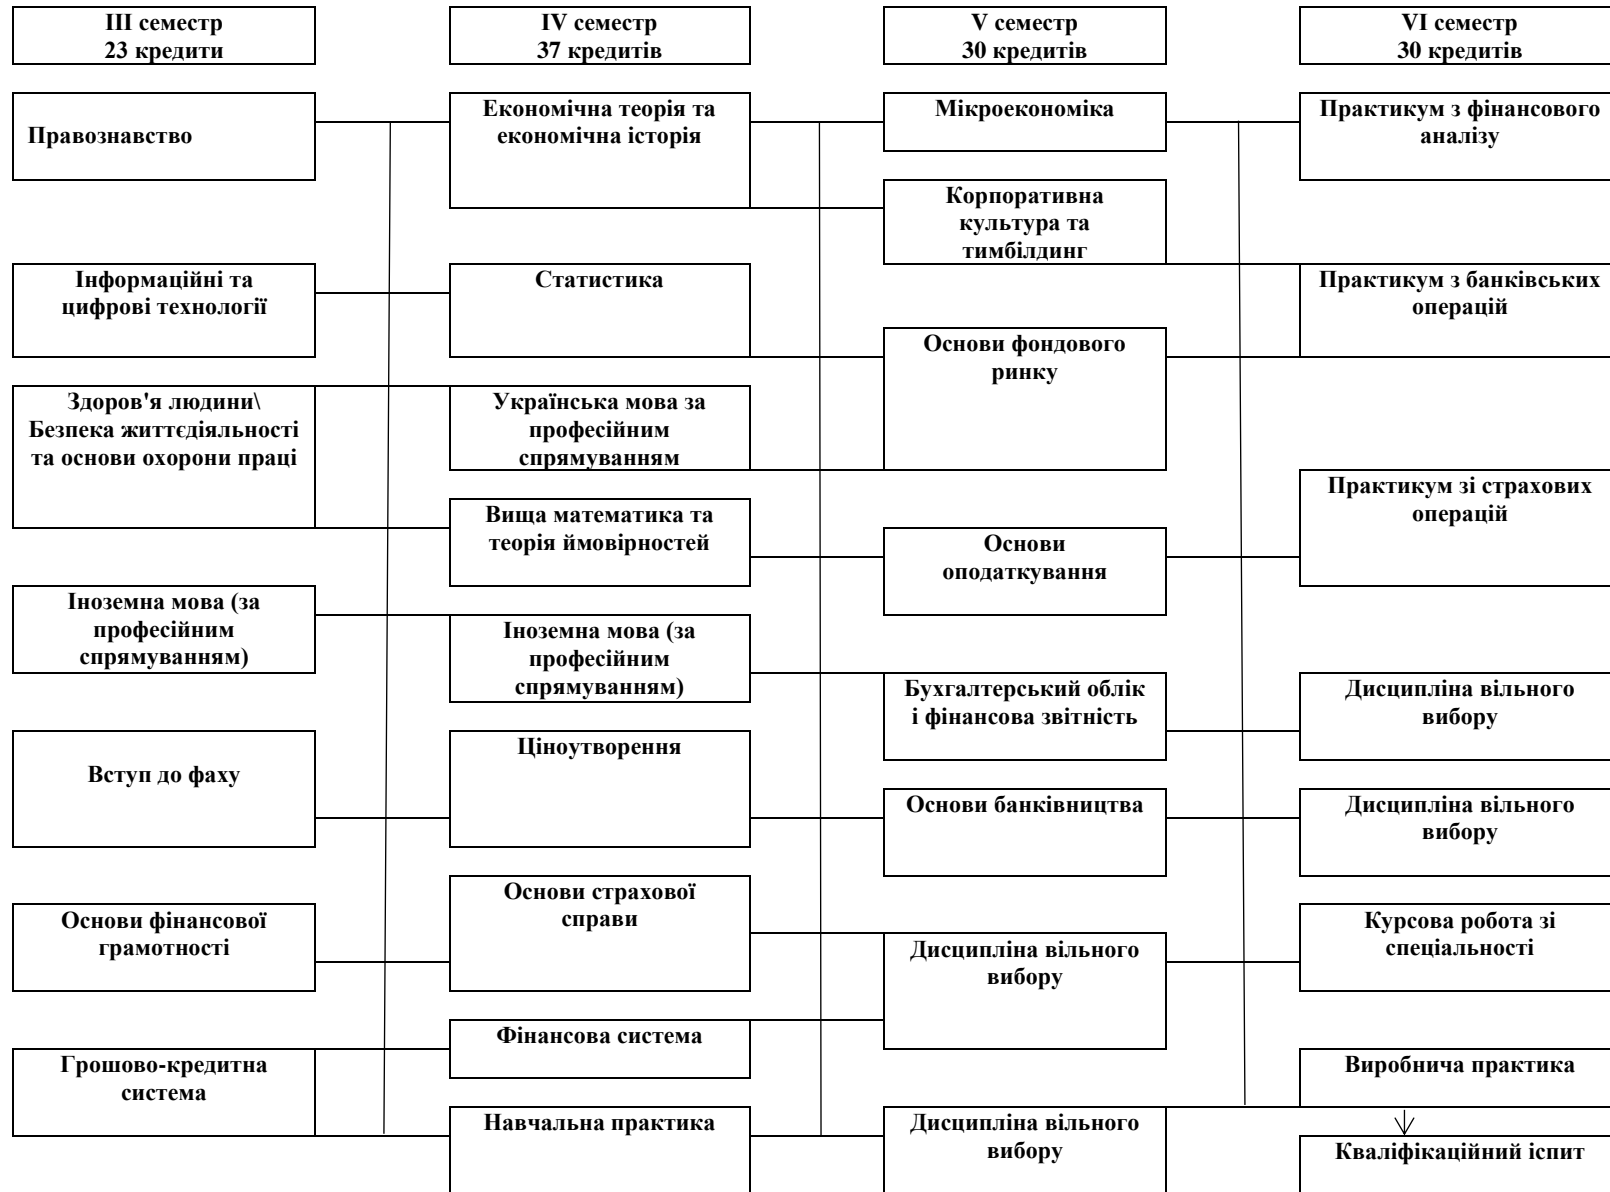 III семестр
23 кредити
IV семестр
37 кредитів
V семестр
30 кредитів
VI семестр
30 кредитів
Правознавство
Економічна теорія та
економічна історія
Мікроекономіка
Практикум з фінансового
аналізу
Корпоративна
культура та
тимбілдинг
Інформаційні та
цифрові технології
Статистика
Практикум з банківських
операцій
Основи фондового
ринку
Здоров'я людини\
Безпека життєдіяльності
та основи охорони праці
Українська мова за
професійним
спрямуванням
Практикум зі страхових
операцій
Вища математика та
теорія ймовірностей
Основи
оподаткування
Іноземна мова (за
професійним
спрямуванням)
Іноземна мова (за
професійним
спрямуванням)
Бухгалтерський облік
і фінансова звітність
Дисципліна вільного
вибору
Вступ до фаху
Ціноутворення
Основи банківництва
Дисципліна вільного
вибору
Основи фінансової
грамотності
Основи страхової
справи
Дисципліна вільного
вибору
Курсова робота зі
спеціальності
Фінансова система
Грошово-кредитна
система
Виробнича практика
Навчальна практика
Дисципліна вільного
вибору
Кваліфікаційний іспит